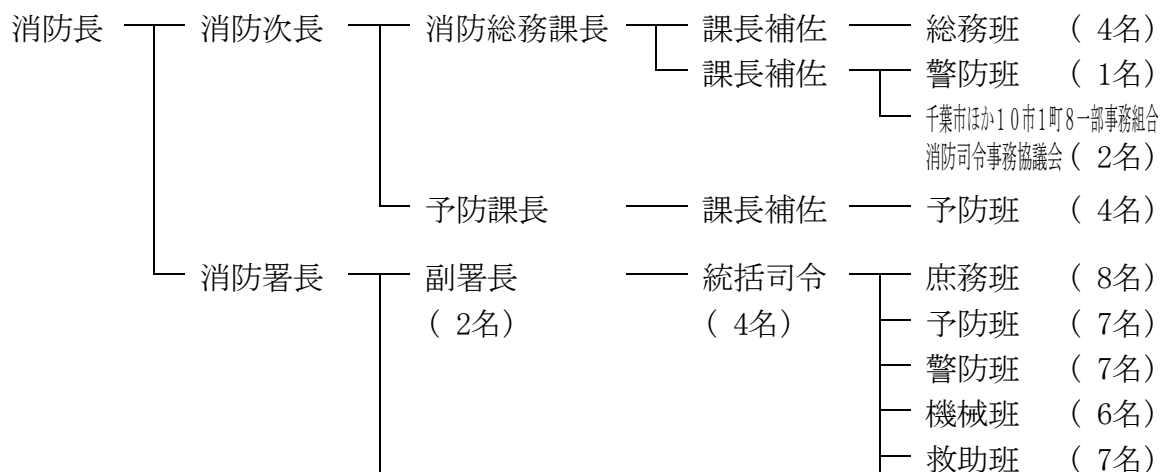 消防長 消防次長 消防総務課長 課長補佐 総務班 ( 4名)
課長補佐 警防班 ( 1名)
千葉市ほか10市1町8一部事務組合
消防司令事務協議会 ( 2名)
予防課長 課長補佐 予防班 ( 4名)
消防署長 副署長 統括司令 庶務班 ( 8名)
( 2名) ( 4名) 予防班 ( 7名)
警防班 ( 7名)
機械班 ( 6名)
救助班 ( 7名)